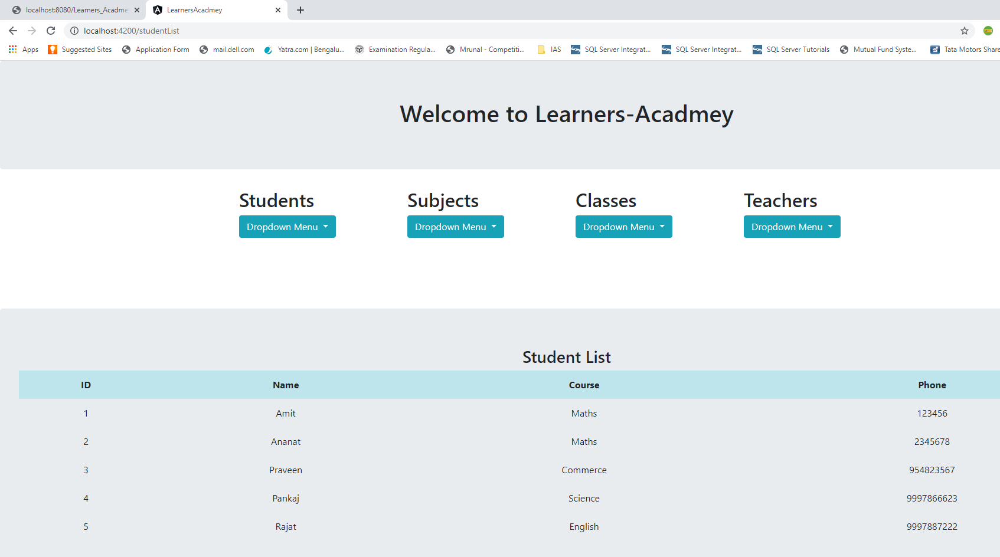 localhost:8080/Learners_Acadme
LearnersAcadmey
localhost:4200/studentList
Apps Suggested Sites Application Form mail.dell.com Yatra.com | Bengalu... Examination Regula... Mrunal - Competiti... IAS SQL Server Integrat... SQL Server Integrat... SQL Server Tutorials Mutual Fund Syste... Tata Motors Share
Welcome to Learners-Acadmey
Students Subjects Classes Teachers
Dropdown Menu Dropdown Menu Dropdown Menu Dropdown Menu
Student List
ID Name Course Phone
1 Amit Maths 123456
2 Ananat Maths 2345678
3 Praveen Commerce 954823567
4 Pankaj Science 9997866623
5 Rajat English 9997887222